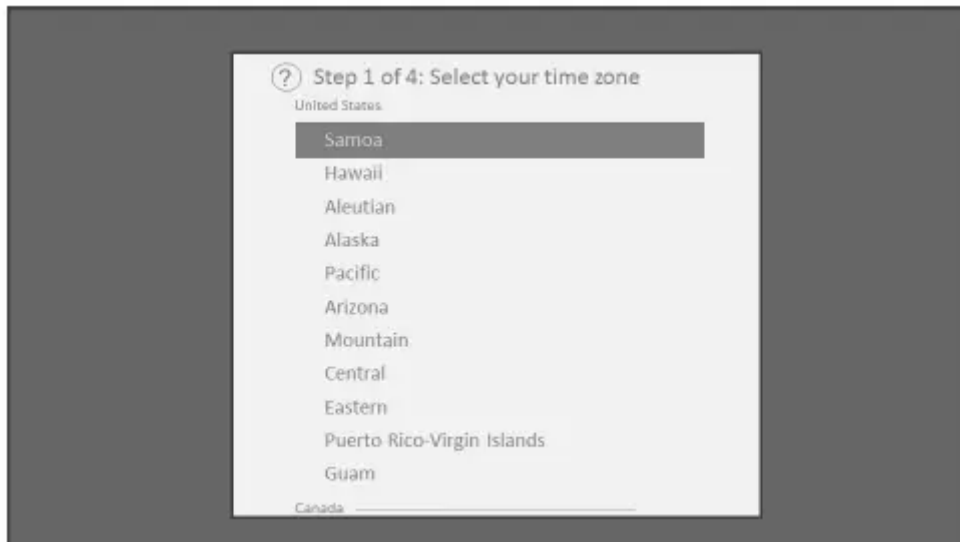 ? Step 1 of 4: Select your time zone
United States
Samoa
Hawaii
Aleutian
Alaska
Pacific
Arizona
Mountain
Central
Eastern
Puerto Rico-Virgin Islands
Guam
Canada